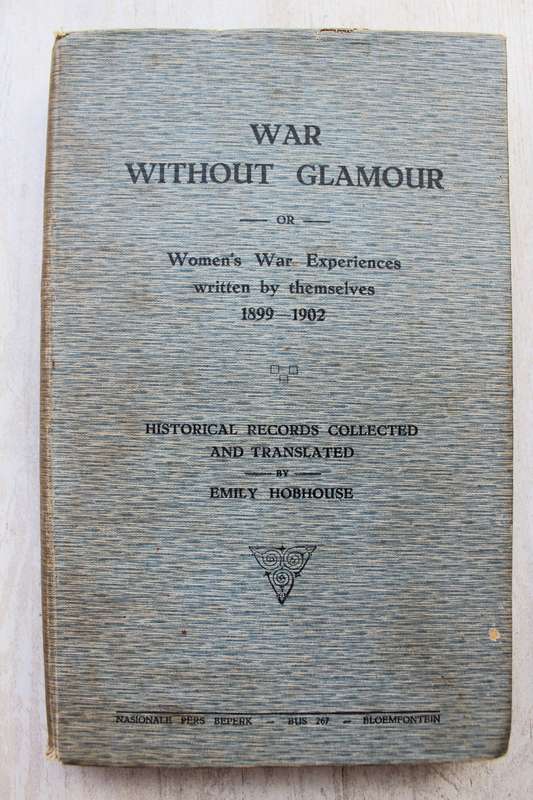 WAR
WITHOUT GLAMOUR
— OR —
Women's War Experiences
written by themselves
1899—1902
HISTORICAL RECORDS COLLECTED
AND TRANSLATED
— BY —
EMILY HOBHOUSE
NASIONALE PERS BEPERK — BUS 267 — BLOEMFONTEIN